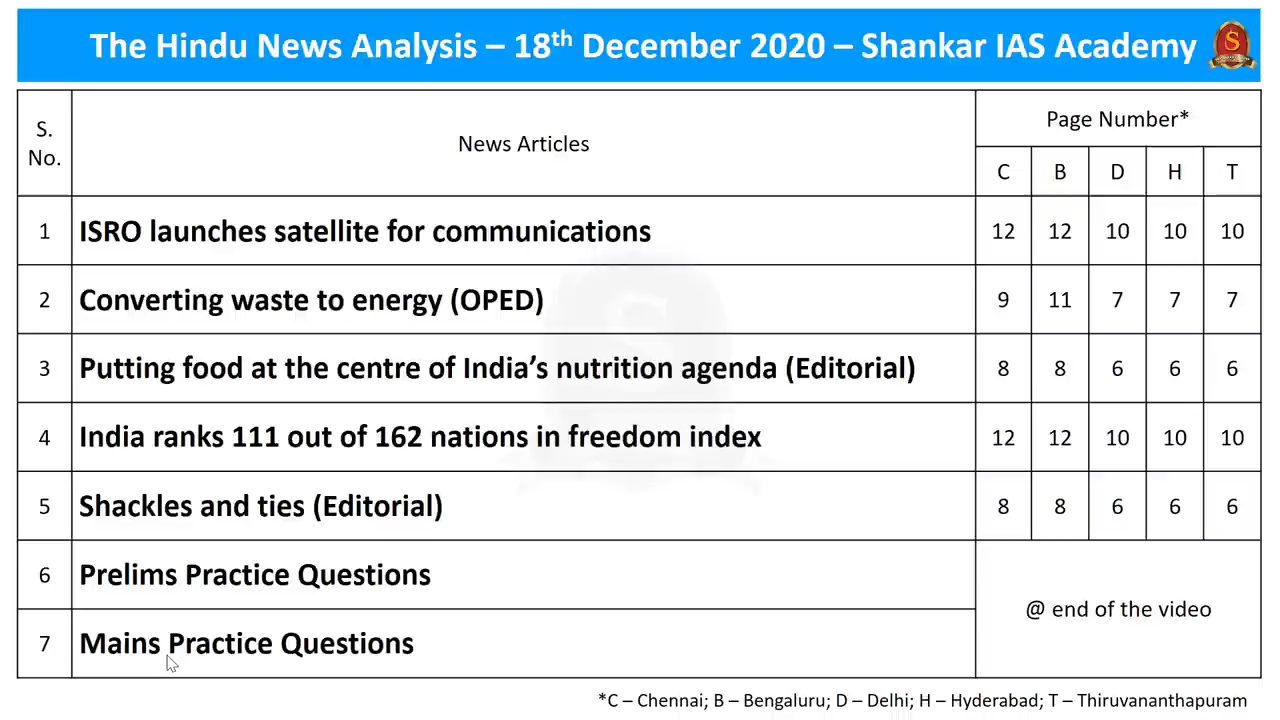 The Hindu News Analysis – 18th December 2020 – Shankar IAS Academy
S. No. News Articles Page Number*
C B D H T
1 ISRO launches satellite for communications 12 12 10 10 10
2 Converting waste to energy (OPED) 9 11 7 7 7
3 Putting food at the centre of India's nutrition agenda (Editorial) 8 8 6 6 6
4 India ranks 111 out of 162 nations in freedom index 12 12 10 10 10
5 Shackles and ties (Editorial) 8 8 6 6 6
6 Prelims Practice Questions
@ end of the video
7 Mains Practice Questions
*C – Chennai; B – Bengaluru; D – Delhi; H – Hyderabad; T – Thiruvananthapuram